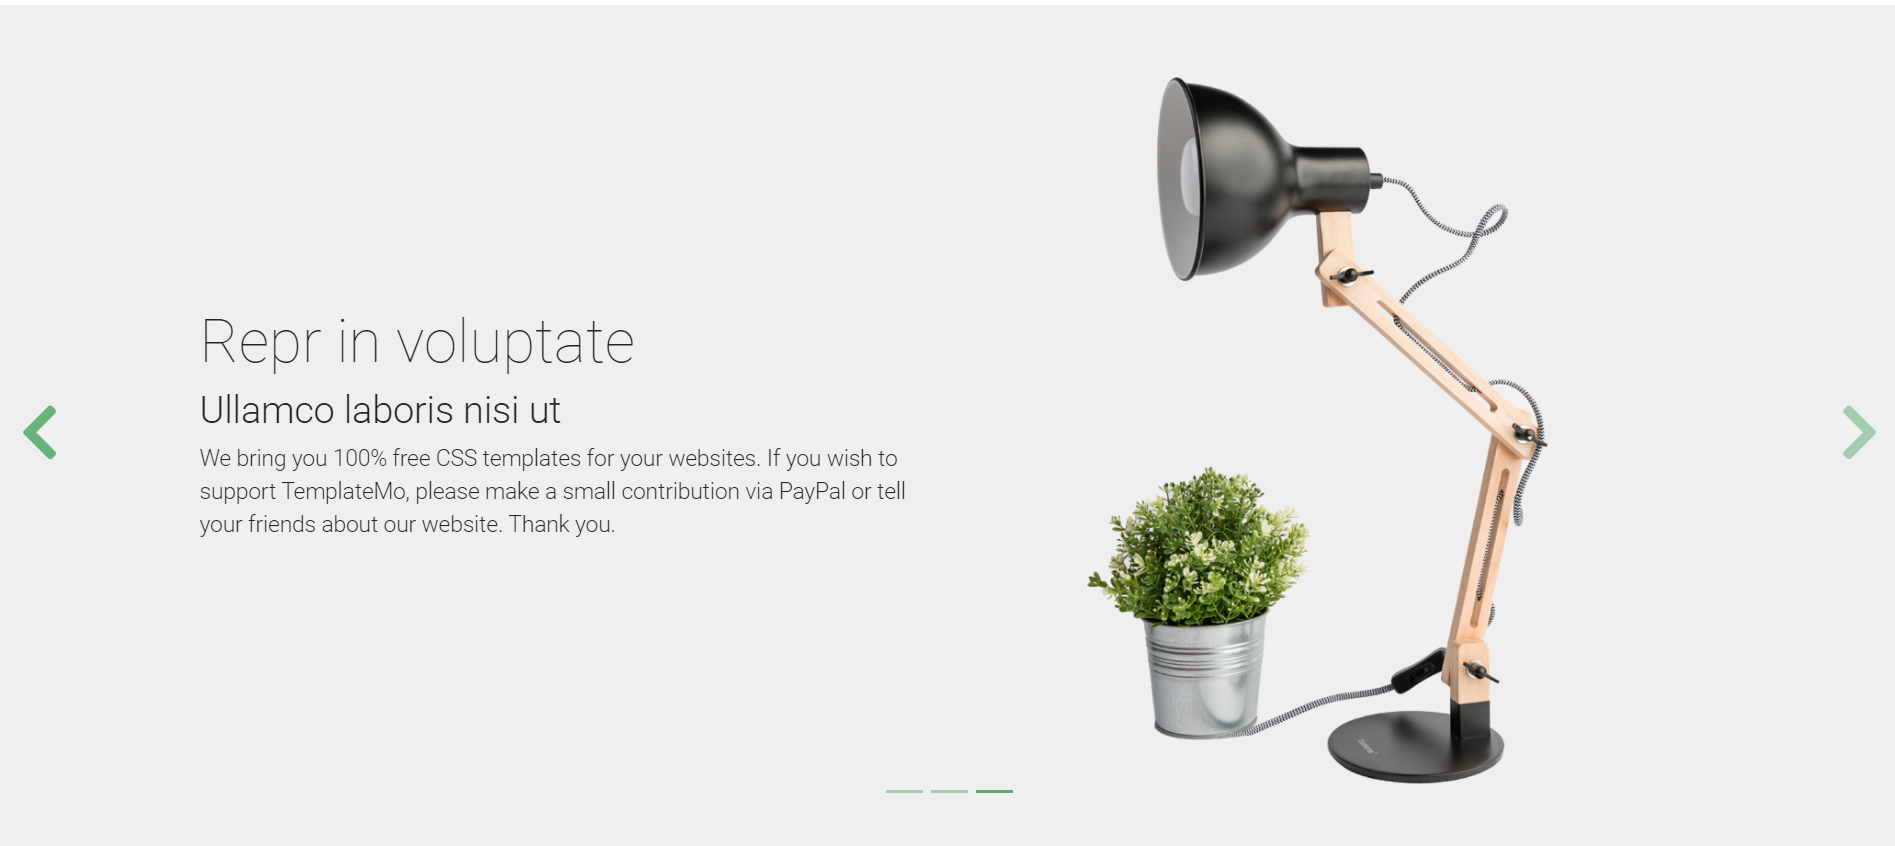 Repr in voluptate
Ullamco laboris nisi ut
We bring you 100% free CSS templates for your websites. If you wish to
support TemplateMo, please make a small contribution via PayPal or tell
your friends about our website. Thank you.